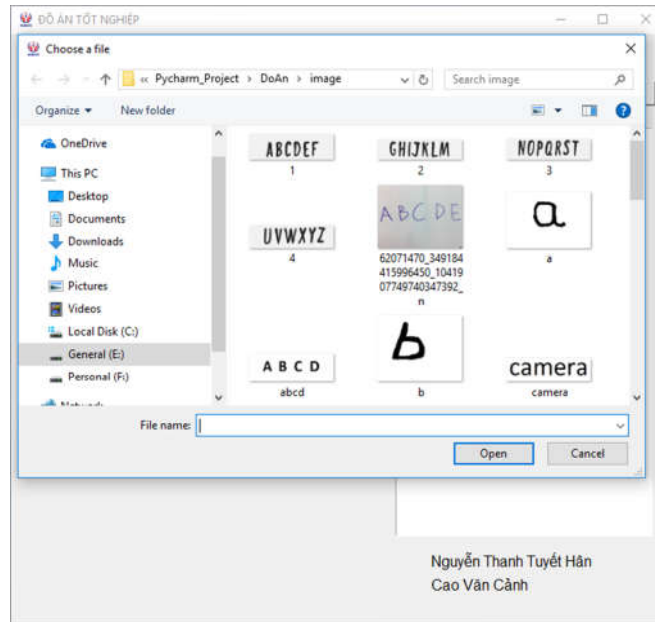 ĐỒ ÁN TỐT NGHIỆP
Choose a file
« Pycharm_Project > DoAn > image
Search image
Organize
New folder
OneDrive
This PC
Desktop
Documents
Downloads
Music
Pictures
Videos
Local Disk (C:)
General (E:)
Personal (F:)
Network
ABCDEF
1
GHIJKLM
2
NOPQRST
3
UVWXYZ
4
ABCDE
62071470_349184
415996450_10419
07749740347392_
n
a
a
A B C D
abcd
b
b
camera
camera
File name:
Open
Cancel
Nguyễn Thanh Tuyết Hân
Cao Văn Cảnh